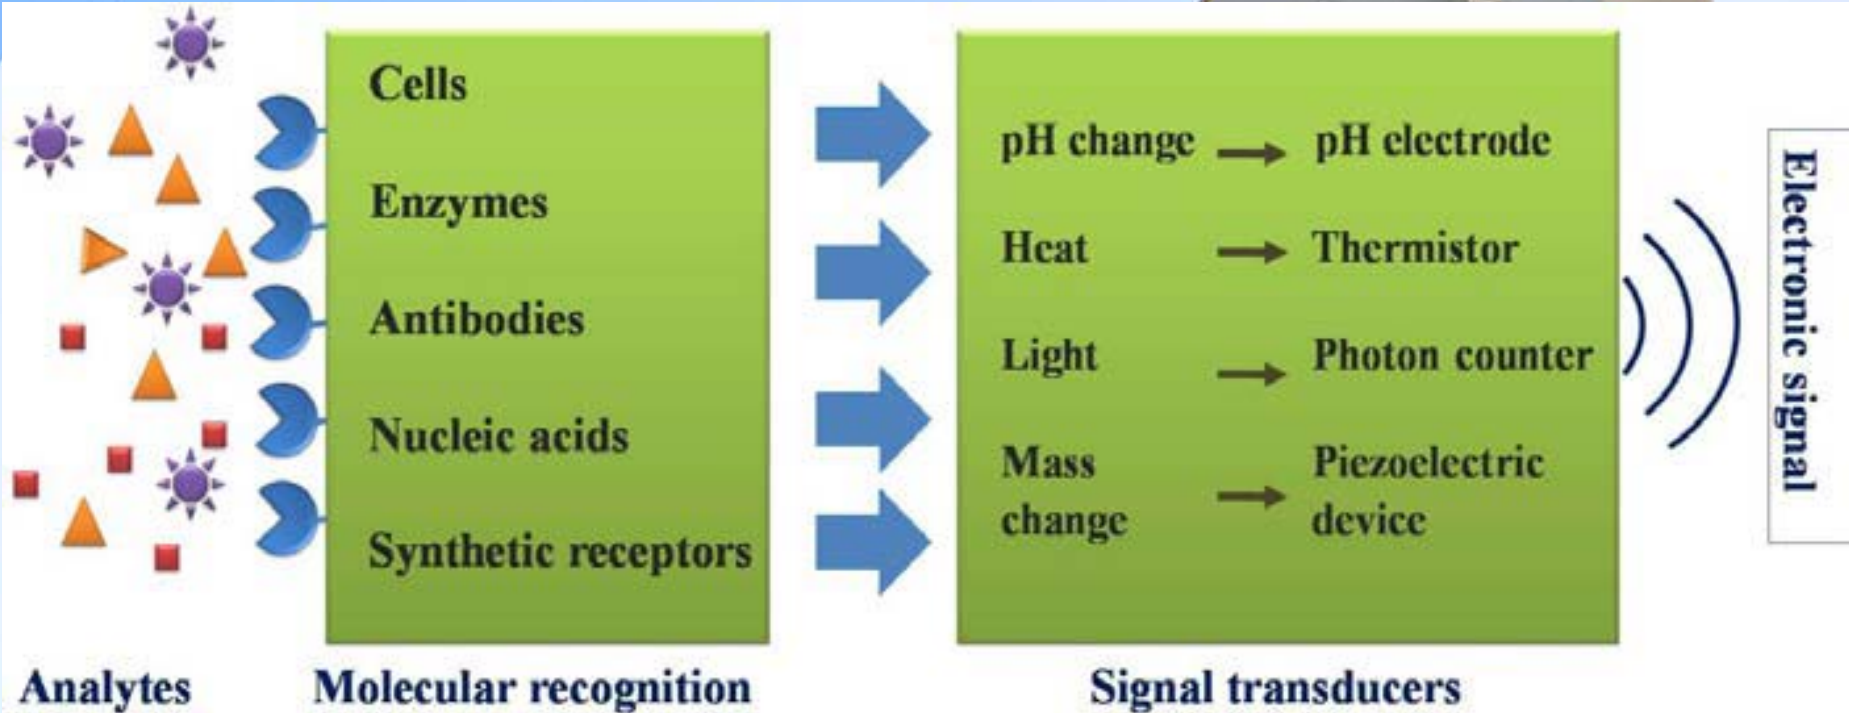 Cells
Enzymes
Antibodies
Nucleic acids
Synthetic receptors
pH change
pH electrode
Heat
Thermistor
Light
Photon counter
Mass
change
Piezoelectric
device
Electronic signal
Analytes
Molecular recognition
Signal transducers